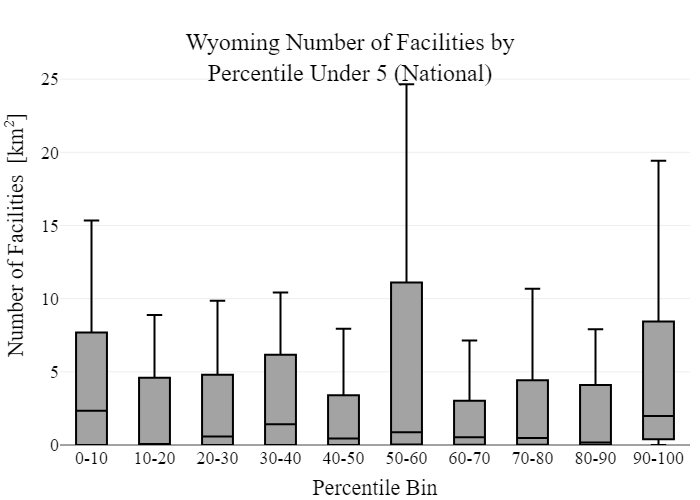 Wyoming Number of Facilities by
Percentile Under 5 (National)
Number of Facilities [km²]
25
20
15
10
5
0
0-10 10-20 20-30 30-40 40-50 50-60 60-70 70-80 80-90 90-100
Percentile Bin